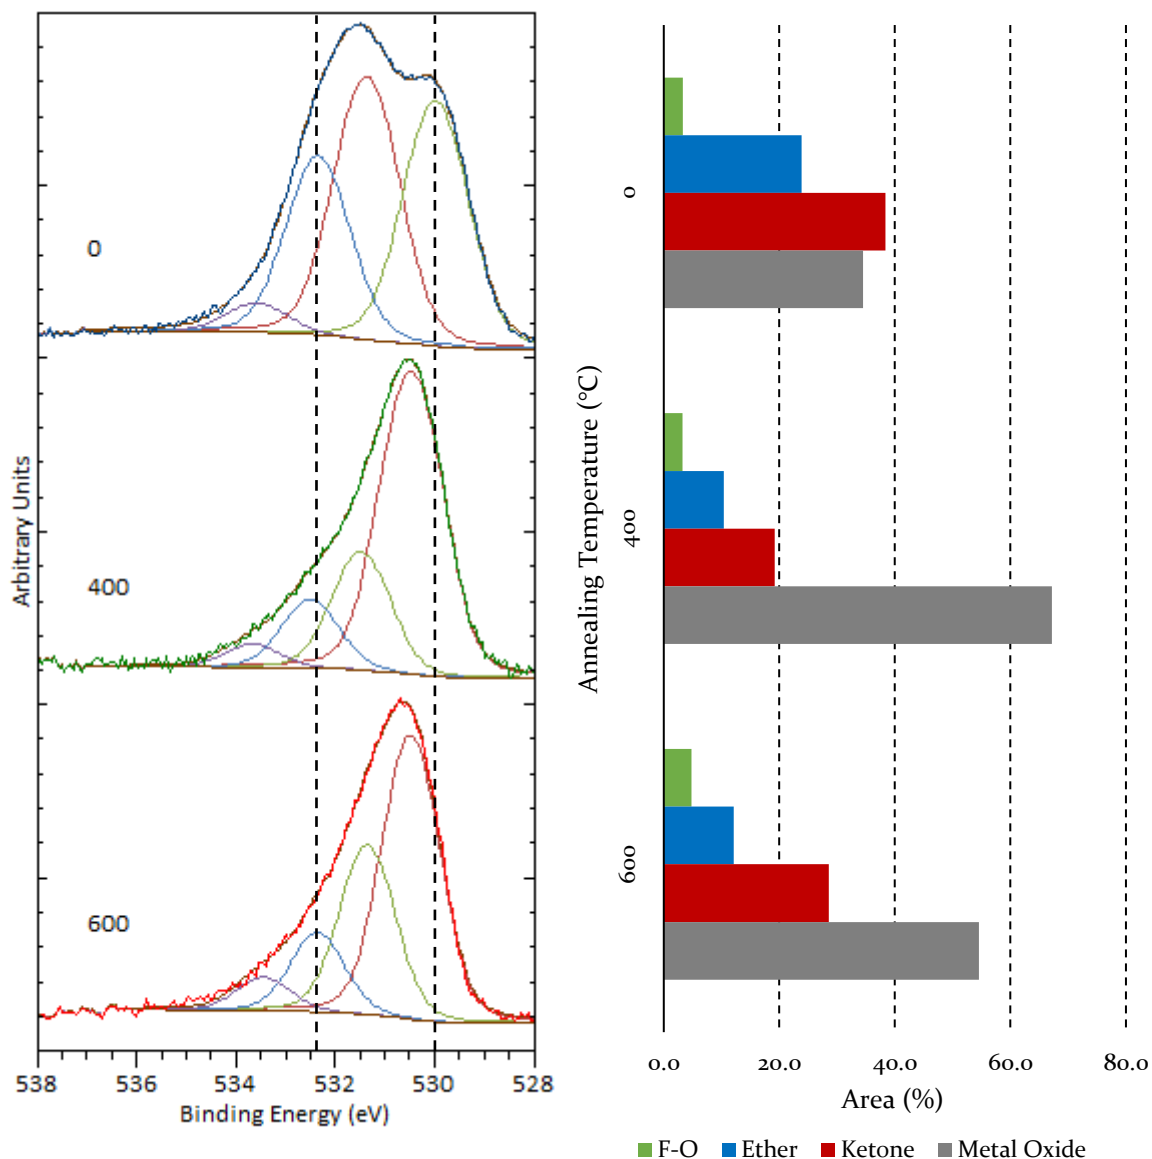 0
400
600
Arbitrary Units
538 536 534 532 530 528
Binding Energy (eV)
Annealing Temperature (°C)
0
400
600
0.0 20.0 40.0 60.0 80.0
Area (%)
F-O Ether Ketone Metal Oxide